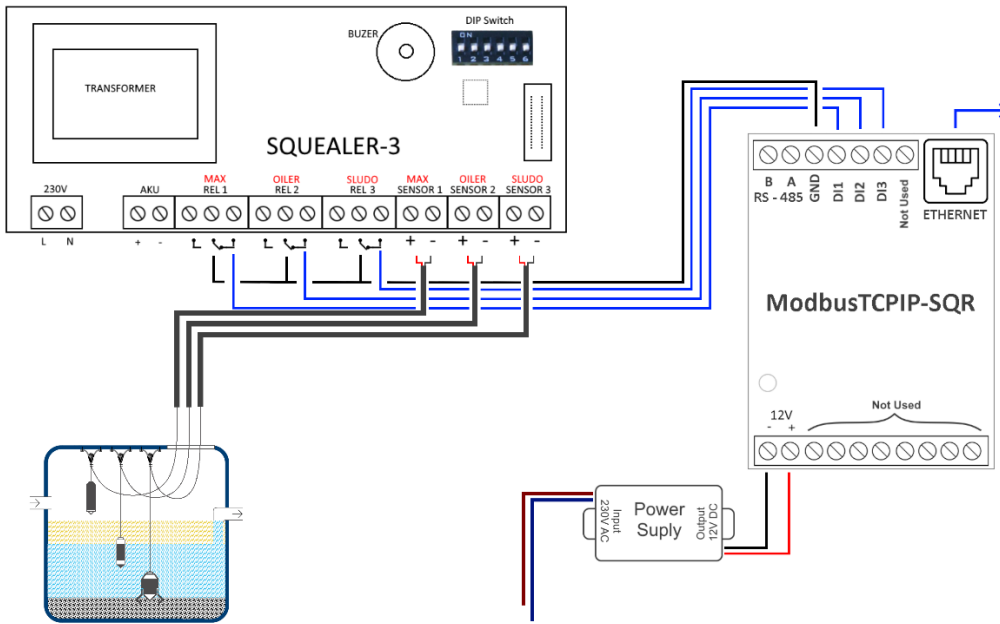 DIP Switch
BUZER
ON
1 2 3 4 5 6
TRANSFORMER
SQUEALER-3
230V
AKU
MAX
REL 1
OILER
REL 2
SLUDO
REL 3
MAX
SENSOR 1
OILER
SENSOR 2
SLUDO
SENSOR 3
L N
+ -
+ -
+ -
+ -
B A
RS - 485
GND
DI1
DI2
DI3
Not Used
ETHERNET
ModbusTCPIP-SQR
12V
- +
Not Used
Input
230V AC
Power
Suply
Output
12V DC